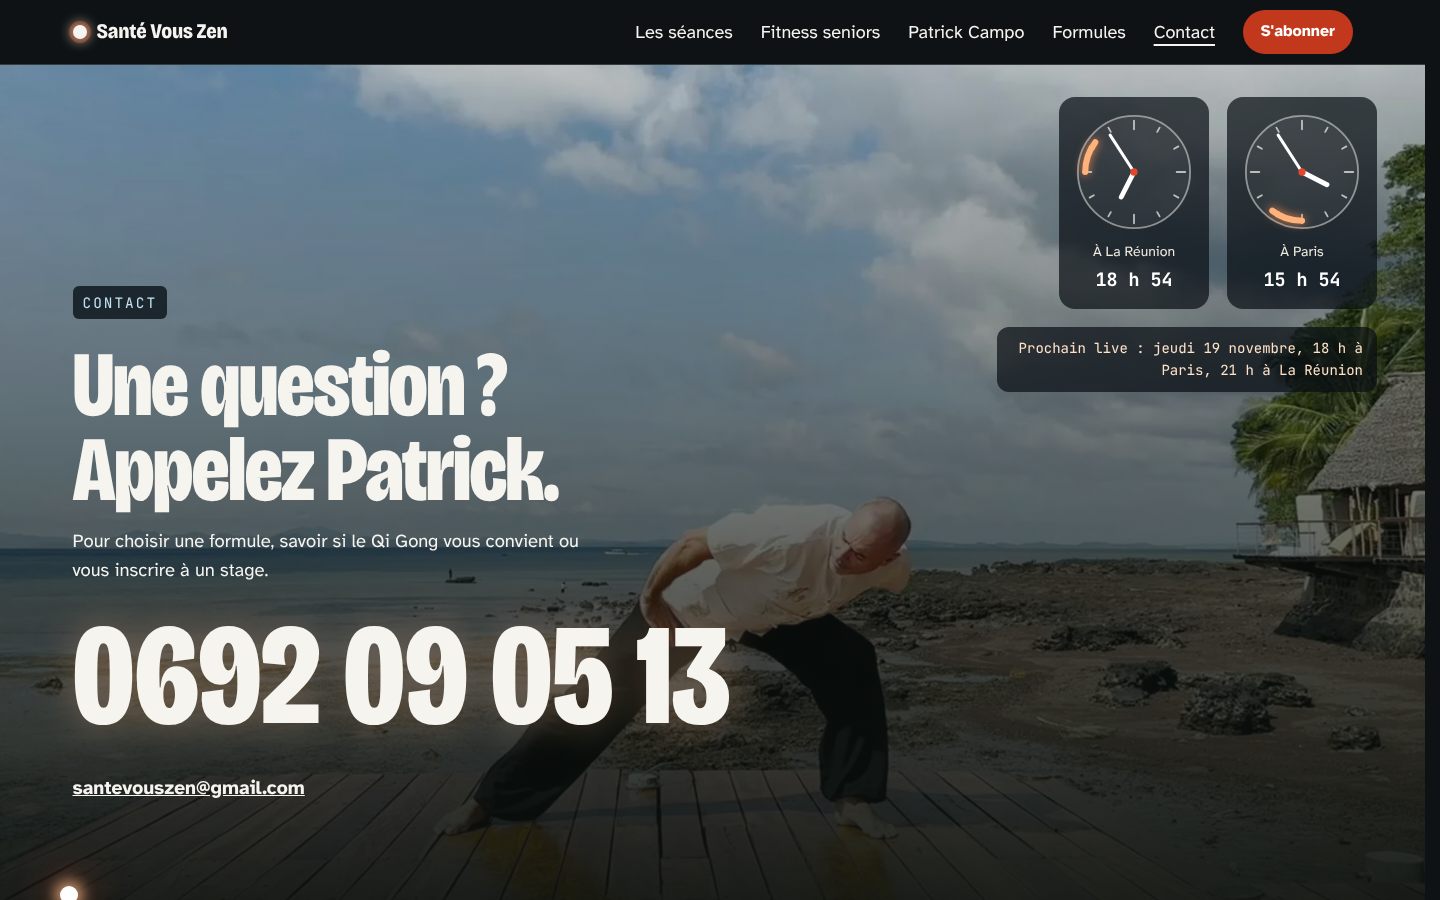 Santé Vous Zen
Les séances
Fitness seniors
Patrick Campo
Formules
Contact
S'abonner
À La Réunion
18 h 54
À Paris
15 h 54
Prochain live : jeudi 19 novembre, 18 h à
Paris, 21 h à La Réunion
CONTACT
Une question ?
Appelez Patrick.
Pour choisir une formule, savoir si le Qi Gong vous convient ou
vous inscrire à un stage.
0692 09 05 13
santevouszen@gmail.com